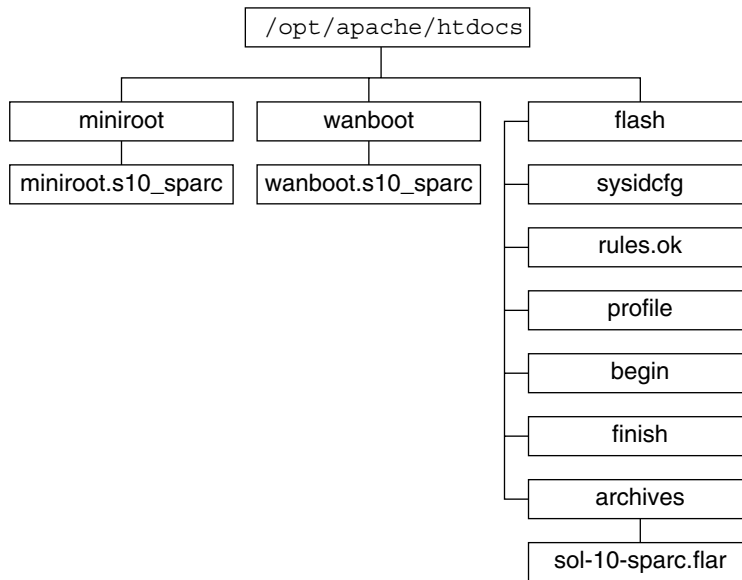 /opt/apache/htdocs
miniroot
wanboot
flash
miniroot.s10_sparc
wanboot.s10_sparc
sysidcfg
rules.ok
profile
begin
finish
archives
sol-10-sparc.flar